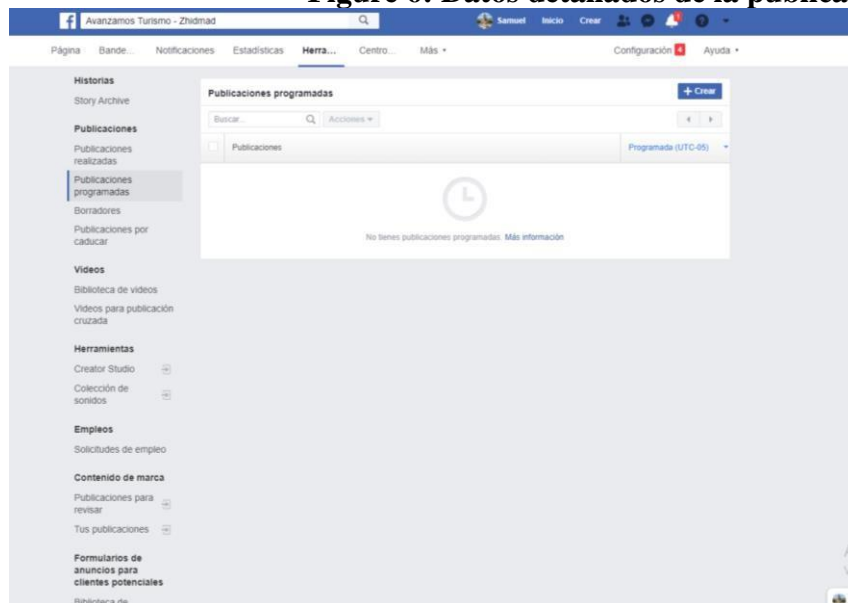 Figure 6: Datos detallados de la publica
Avanzamos Turismo - Zhidmad
Samuel Inicio Crear
Página Bande... Notificaciones Estadísticas Herra... Centro... Más
Configuración 4 Ayuda
Historias
Story Archive
Publicaciones
Publicaciones
realizadas
Publicaciones
programadas
Borradores
Publicaciones por
caducar
Videos
Biblioteca de videos
Videos para publicación
cruzada
Herramientas
Creator Studio
Colección de
sonidos
Empleos
Solicitudes de empleo
Contenido de marca
Publicaciones para
revisar
Tus publicaciones
Formularios de
anuncios para
clientes potenciales
Biblioteca de
Publicaciones programadas
+ Crear
Buscar... Acciones
Publicaciones Programada (UTC-05)
No tienes publicaciones programadas. Más información